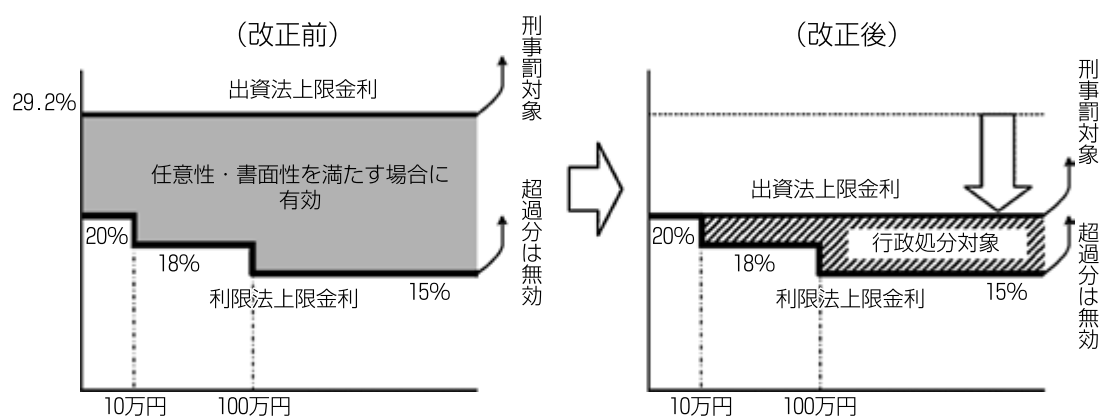 （改正前）
刑事罰対象
29.2%
出資法上限金利
任意性・書面性を満たす場合に
有効
超過分は無効
20%
18%
15%
利限法上限金利
10万円
100万円
（改正後）
刑事罰対象
出資法上限金利
行政処分対象
超過分は無効
20%
18%
15%
利限法上限金利
10万円
100万円